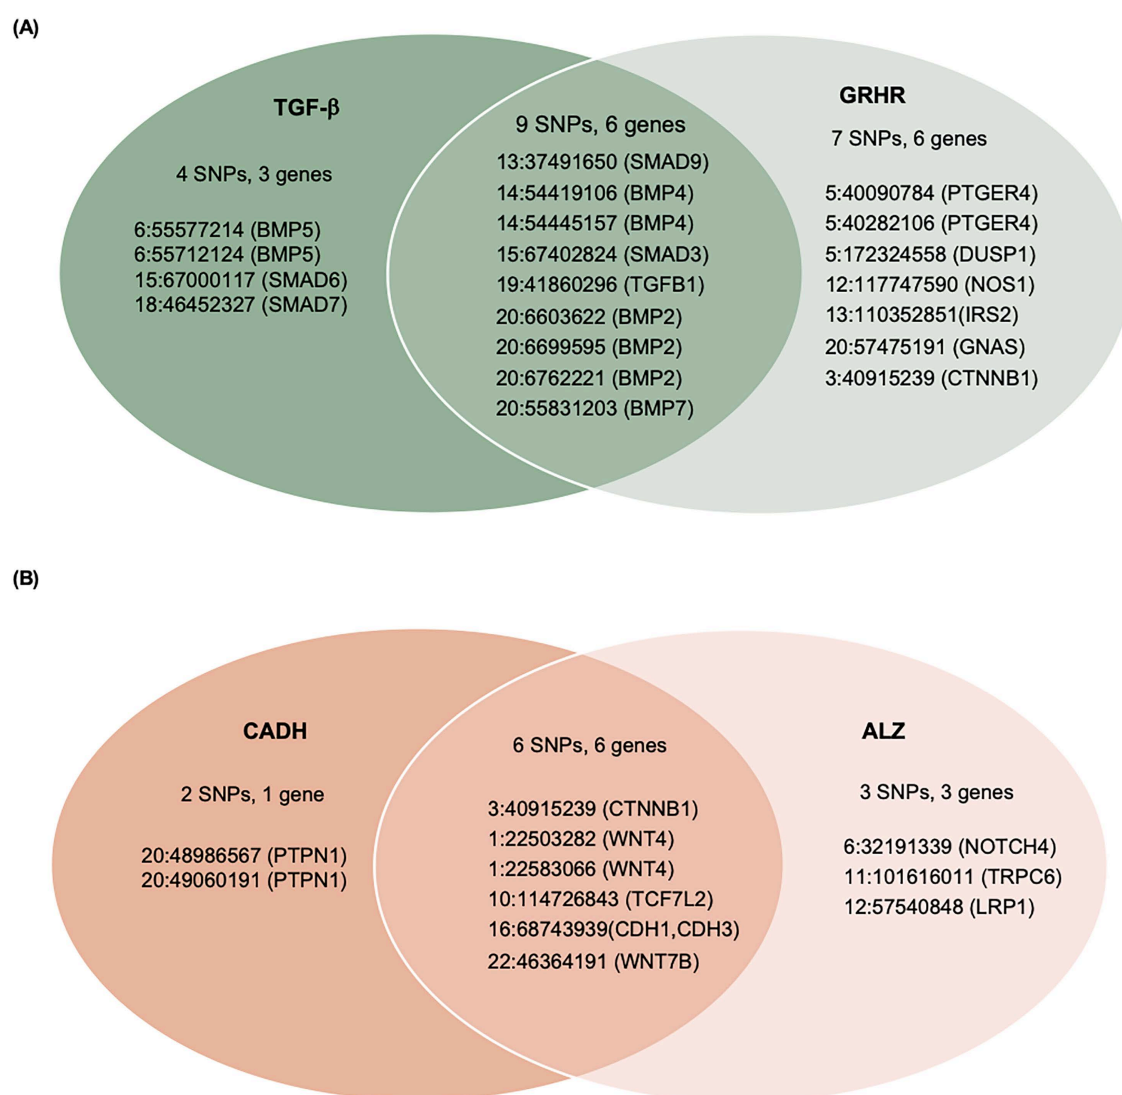 (A)
TGF-β
4 SNPs, 3 genes
6:55577214 (BMP5)
6:55712124 (BMP5)
15:67000117 (SMAD6)
18:46452327 (SMAD7)
9 SNPs, 6 genes
13:37491650 (SMAD9)
14:54419106 (BMP4)
14:54445157 (BMP4)
15:67402824 (SMAD3)
19:41860296 (TGFB1)
20:6603622 (BMP2)
20:6699595 (BMP2)
20:6762221 (BMP2)
20:55831203 (BMP7)
GRHR
7 SNPs, 6 genes
5:40090784 (PTGER4)
5:40282106 (PTGER4)
5:172324558 (DUSP1)
12:117747590 (NOS1)
13:110352851(IRS2)
20:57475191 (GNAS)
3:40915239 (CTNNB1)
(B)
CADH
2 SNPs, 1 gene
20:48986567 (PTPN1)
20:49060191 (PTPN1)
6 SNPs, 6 genes
3:40915239 (CTNNB1)
1:22503282 (WNT4)
1:22583066 (WNT4)
10:114726843 (TCF7L2)
16:68743939(CDH1,CDH3)
22:46364191 (WNT7B)
ALZ
3 SNPs, 3 genes
6:32191339 (NOTCH4)
11:101616011 (TRPC6)
12:57540848 (LRP1)